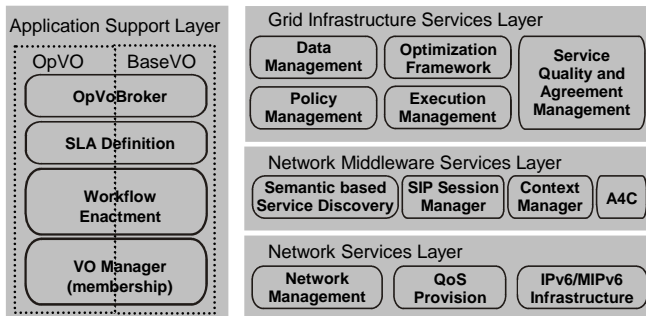 Application Support Layer
OpVO
BaseVO
OpVoBroker
SLA Definition
Workflow
Enactment
VO Manager
(membership)
Grid Infrastructure Services Layer
Data
Management
Optimization
Framework
Policy
Management
Execution
Management
Service
Quality and
Agreement
Management
Network Middleware Services Layer
Semantic based
Service Discovery
SIP Session
Manager
Context
Manager
A4C
Network Services Layer
Network
Management
QoS
Provision
IPv6/MIPv6
Infrastructure